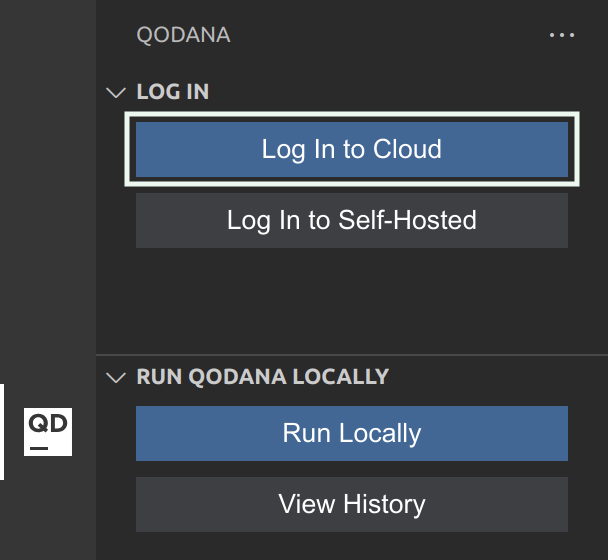 QODANA
LOG IN
Log In to Cloud
Log In to Self-Hosted
RUN QODANA LOCALLY
QD
Run Locally
View History